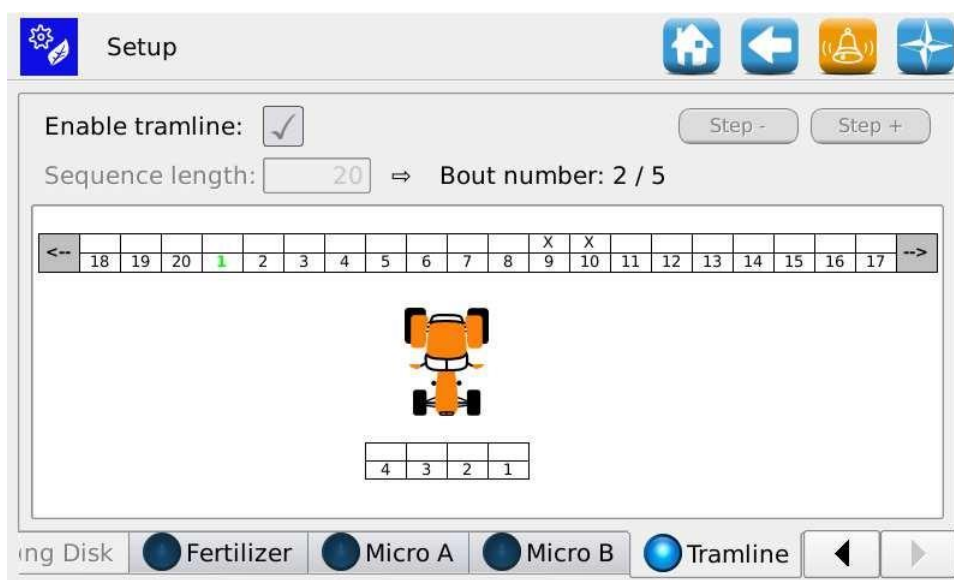 Setup
Enable tramline: Step - Step +
Sequence length: 20 ⇒ Bout number: 2 / 5
X X
<-- 18 19 20 1 2 3 4 5 6 7 8 9 10 11 12 13 14 15 16 17 -->
4 3 2 1
ng Disk Fertilizer Micro A Micro B Tramline